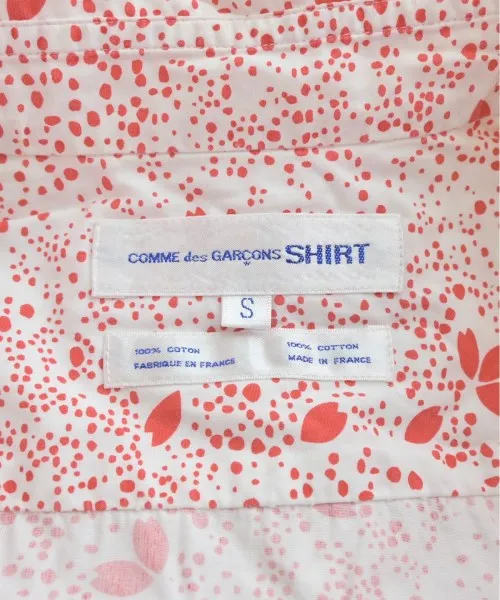 COMME des GARÇONS SHIRT
S
100% COTON
FABRIQUE EN FRANCE
100% COTTON
MADE IN FRANCE